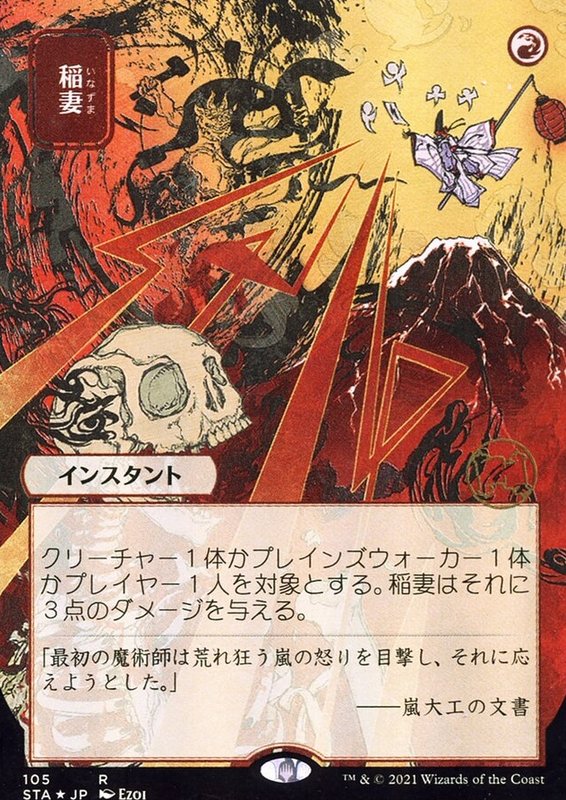 稲妻
いなずま
インスタント
クリーチャー1体かプレインズウォーカー1体
かプレイヤー1人を対象とする。稲妻はそれに
3点のダメージを与える。
「最初の魔術師は荒れ狂う嵐の怒りを目撃し、それに応
えようとした。」
——嵐大工の文書
105 R
STA★JP EZOI
™ & © 2021 Wizards of the Coast